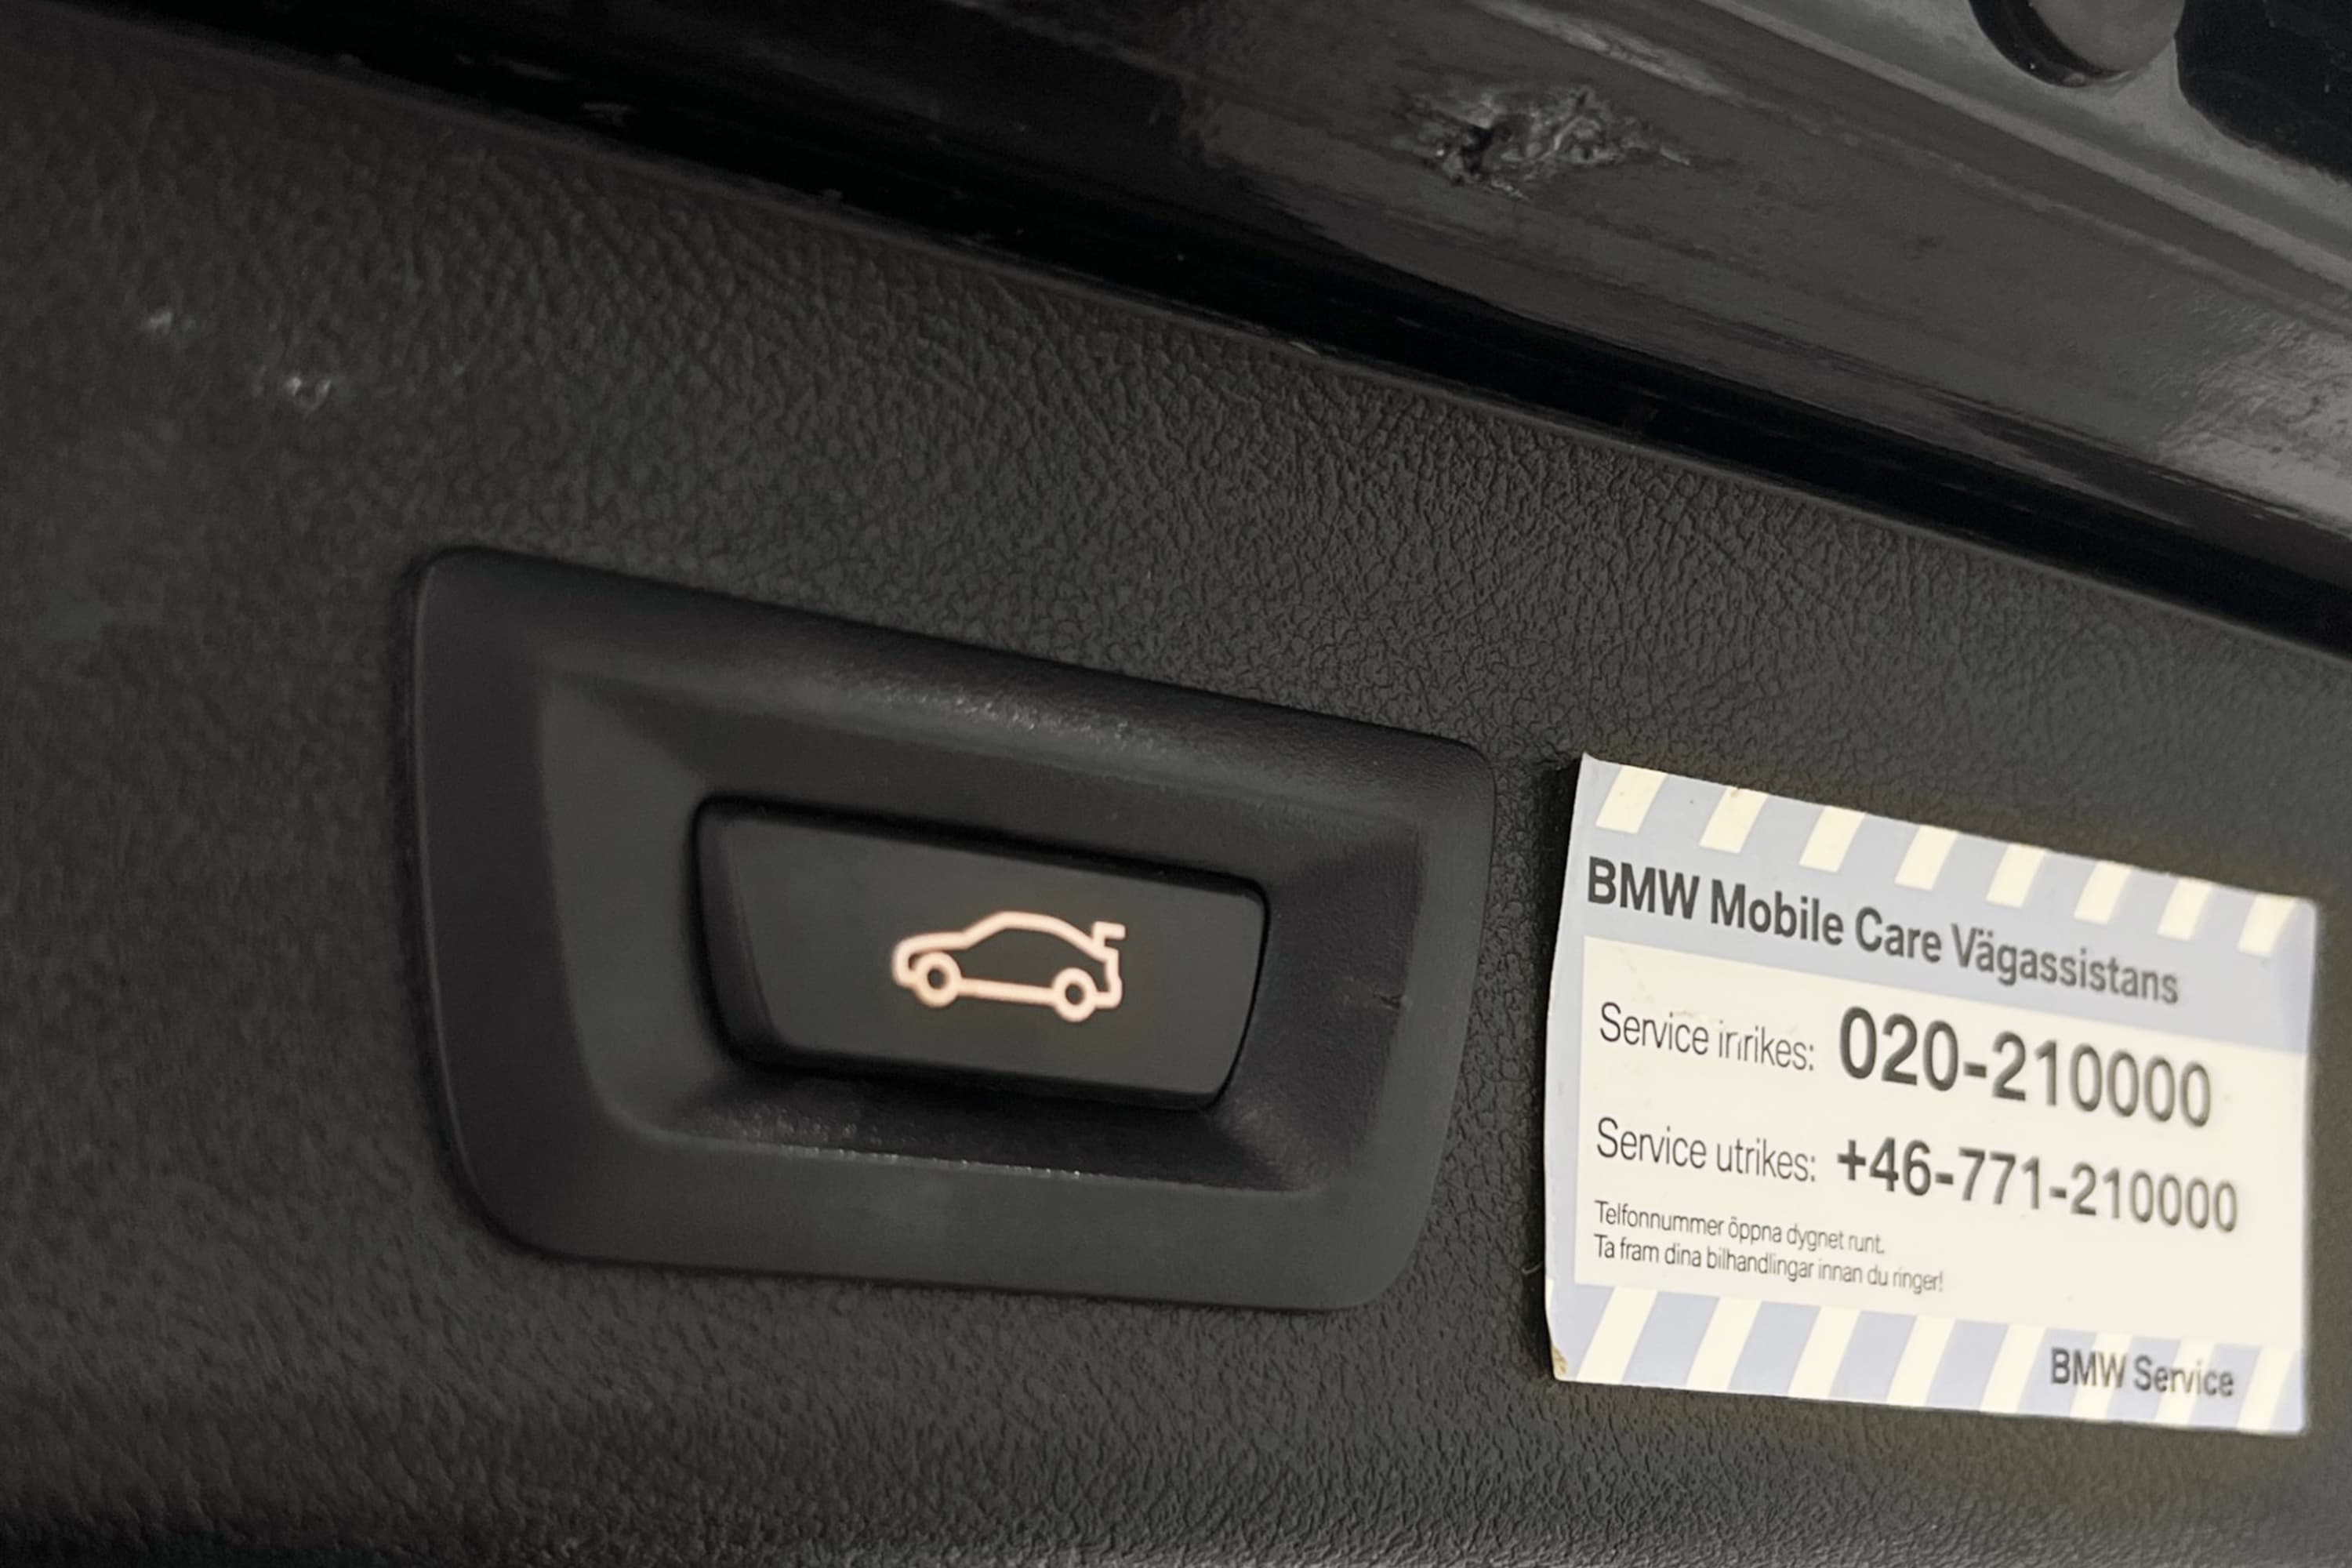 BMW Mobile Care Vägassistans
Service inrikes: 020-210000
Service utrikes: +46-771-210000
Telfonnummer öppna dygnet runt.
Ta fram dina bilhandlingar innan du ringer!
BMW Service